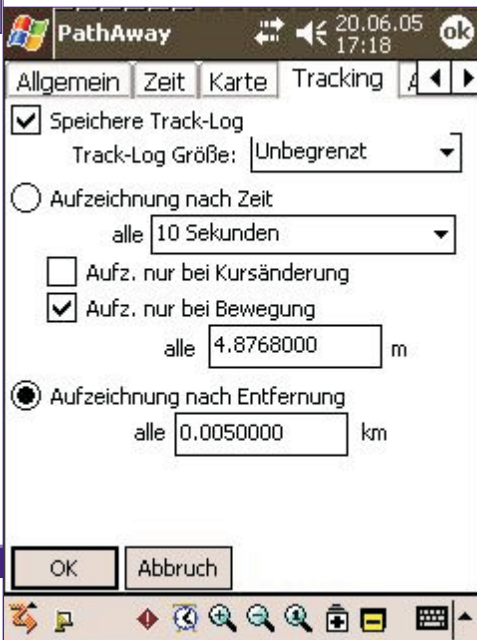 PathAway 20.06.05 17:18 ok
Allgemein Zeit Karte Tracking
Speichere Track-Log
Track-Log Größe: Unbegrenzt
Aufzeichnung nach Zeit
alle 10 Sekunden
Aufz. nur bei Kursänderung
Aufz. nur bei Bewegung
alle 4.8768000 m
Aufzeichnung nach Entfernung
alle 0.0050000 km
OK Abbruch